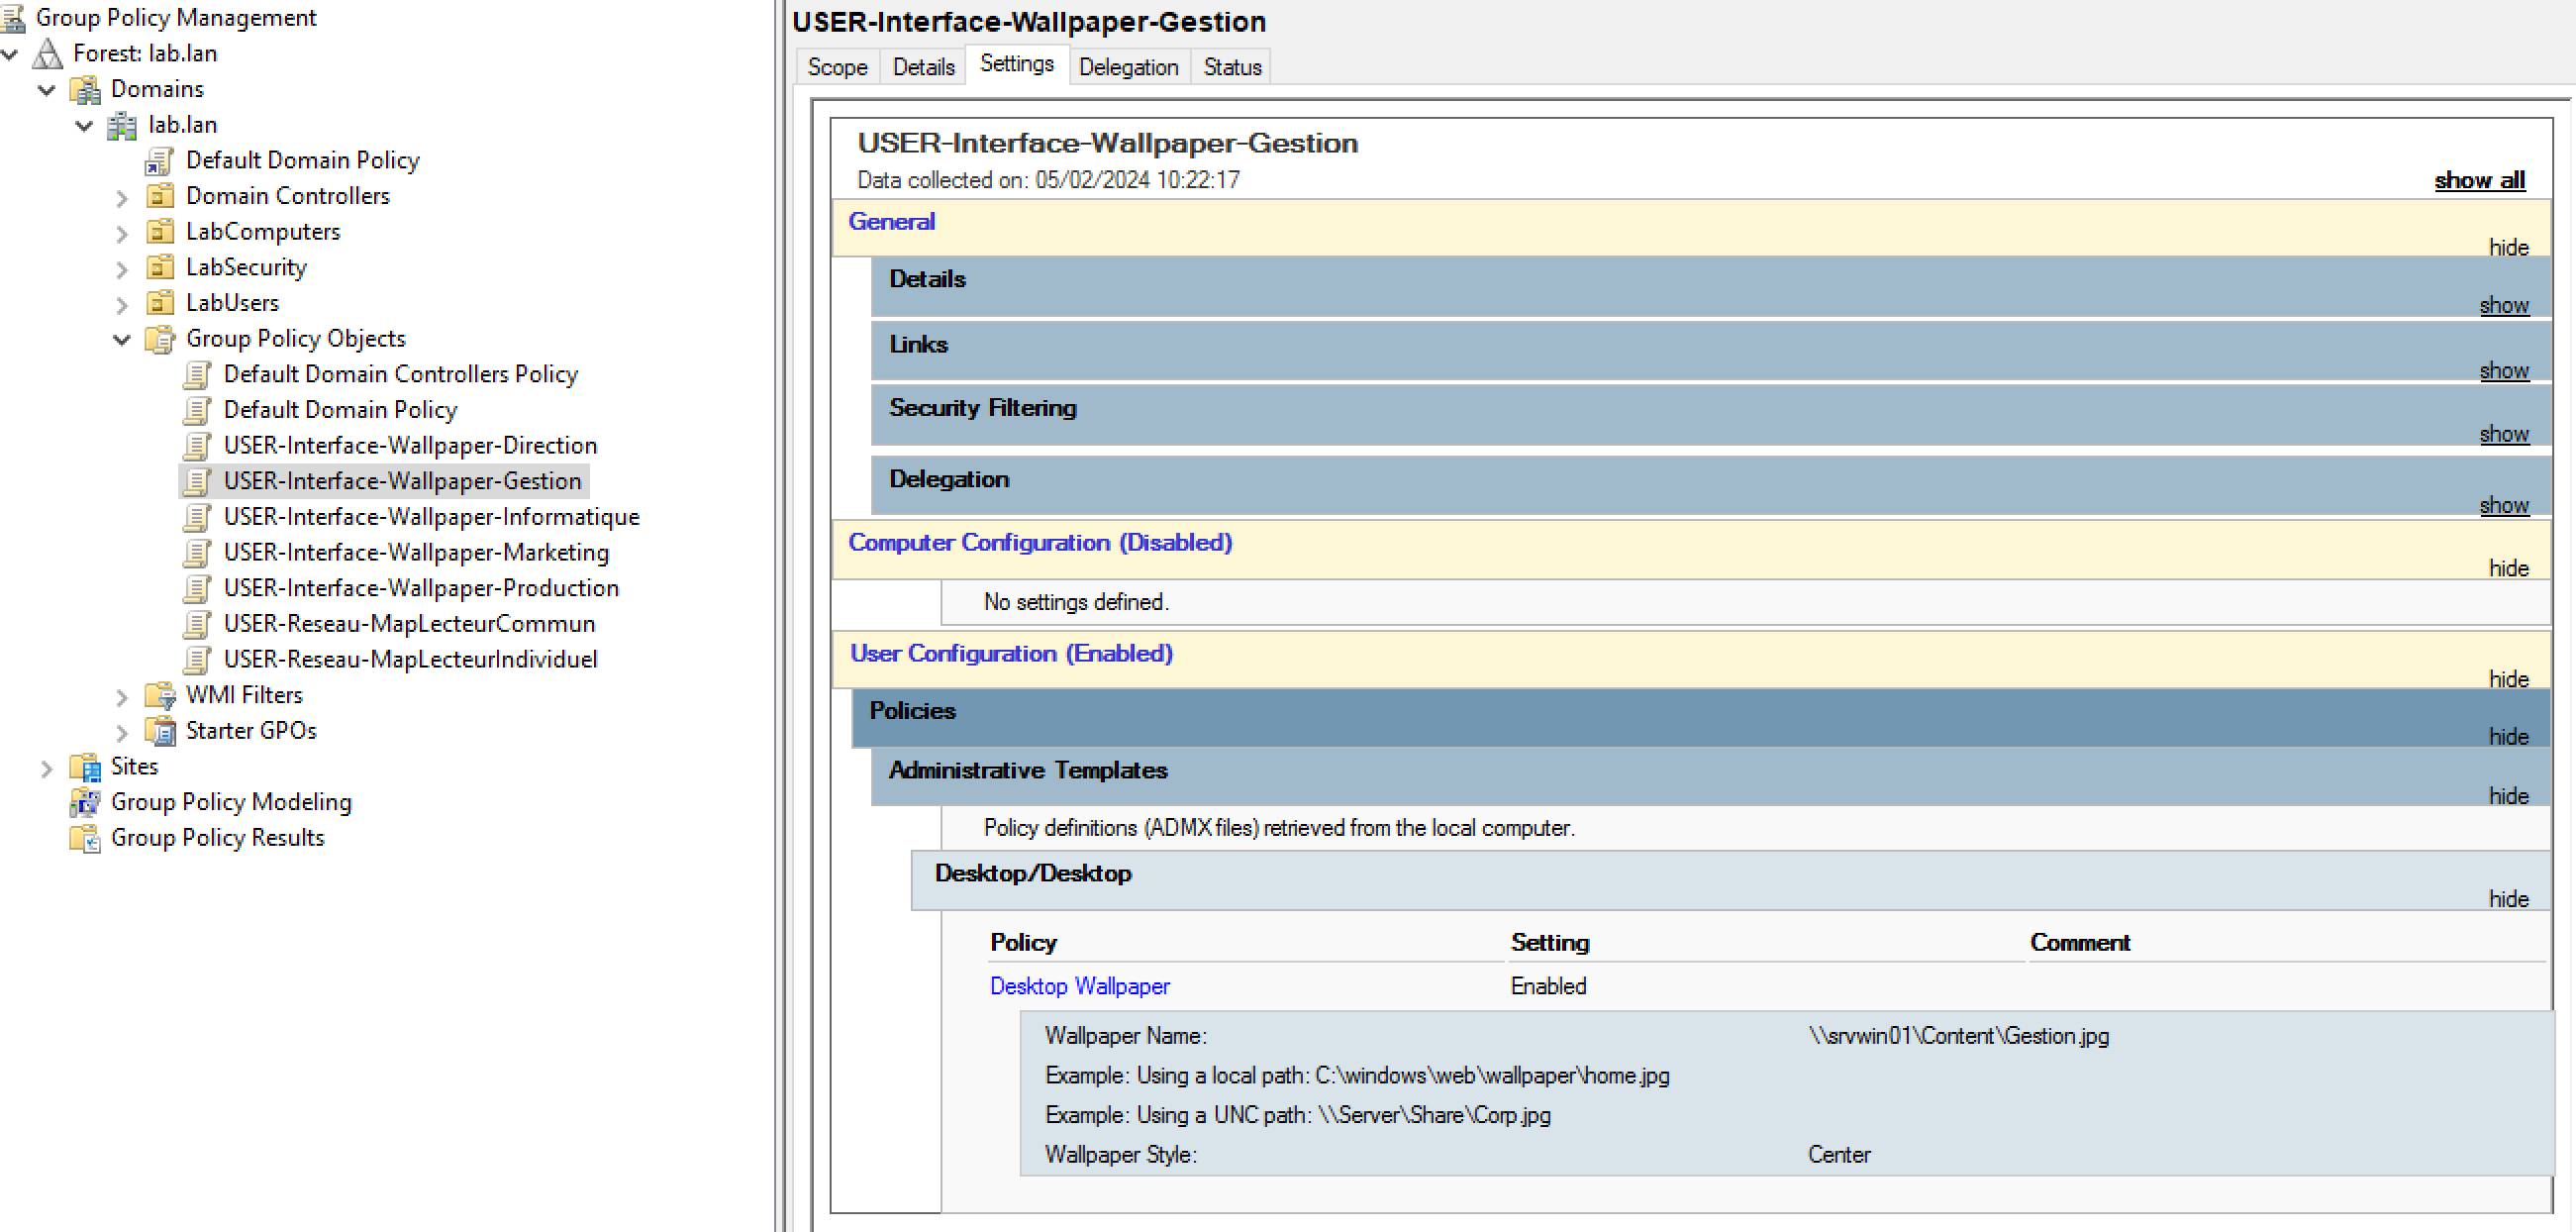 Group Policy Management
Forest: lab.lan
Domains
lab.lan
Default Domain Policy
Domain Controllers
LabComputers
LabSecurity
LabUsers
Group Policy Objects
Default Domain Controllers Policy
Default Domain Policy
USER-Interface-Wallpaper-Direction
USER-Interface-Wallpaper-Gestion
USER-Interface-Wallpaper-Informatique
USER-Interface-Wallpaper-Marketing
USER-Interface-Wallpaper-Production
USER-Reseau-MapLecteurCommun
USER-Reseau-MapLecteurIndividuel
WMI Filters
Starter GPOs
Sites
Group Policy Modeling
Group Policy Results
USER-Interface-Wallpaper-Gestion
Scope Details Settings Delegation Status
USER-Interface-Wallpaper-Gestion
Data collected on: 05/02/2024 10:22:17 show all
General hide
Details show
Links show
Security Filtering show
Delegation show
Computer Configuration (Disabled) hide
No settings defined.
User Configuration (Enabled) hide
Policies hide
Administrative Templates hide
Policy definitions (ADMX files) retrieved from the local computer.
Desktop/Desktop hide
Policy Setting Comment
Desktop Wallpaper Enabled
Wallpaper Name: \\srvwin01\Content\Gestion.jpg
Example: Using a local path: C:\windows\web\wallpaper\home.jpg
Example: Using a UNC path: \\Server\Share\Corp.jpg
Wallpaper Style: Center